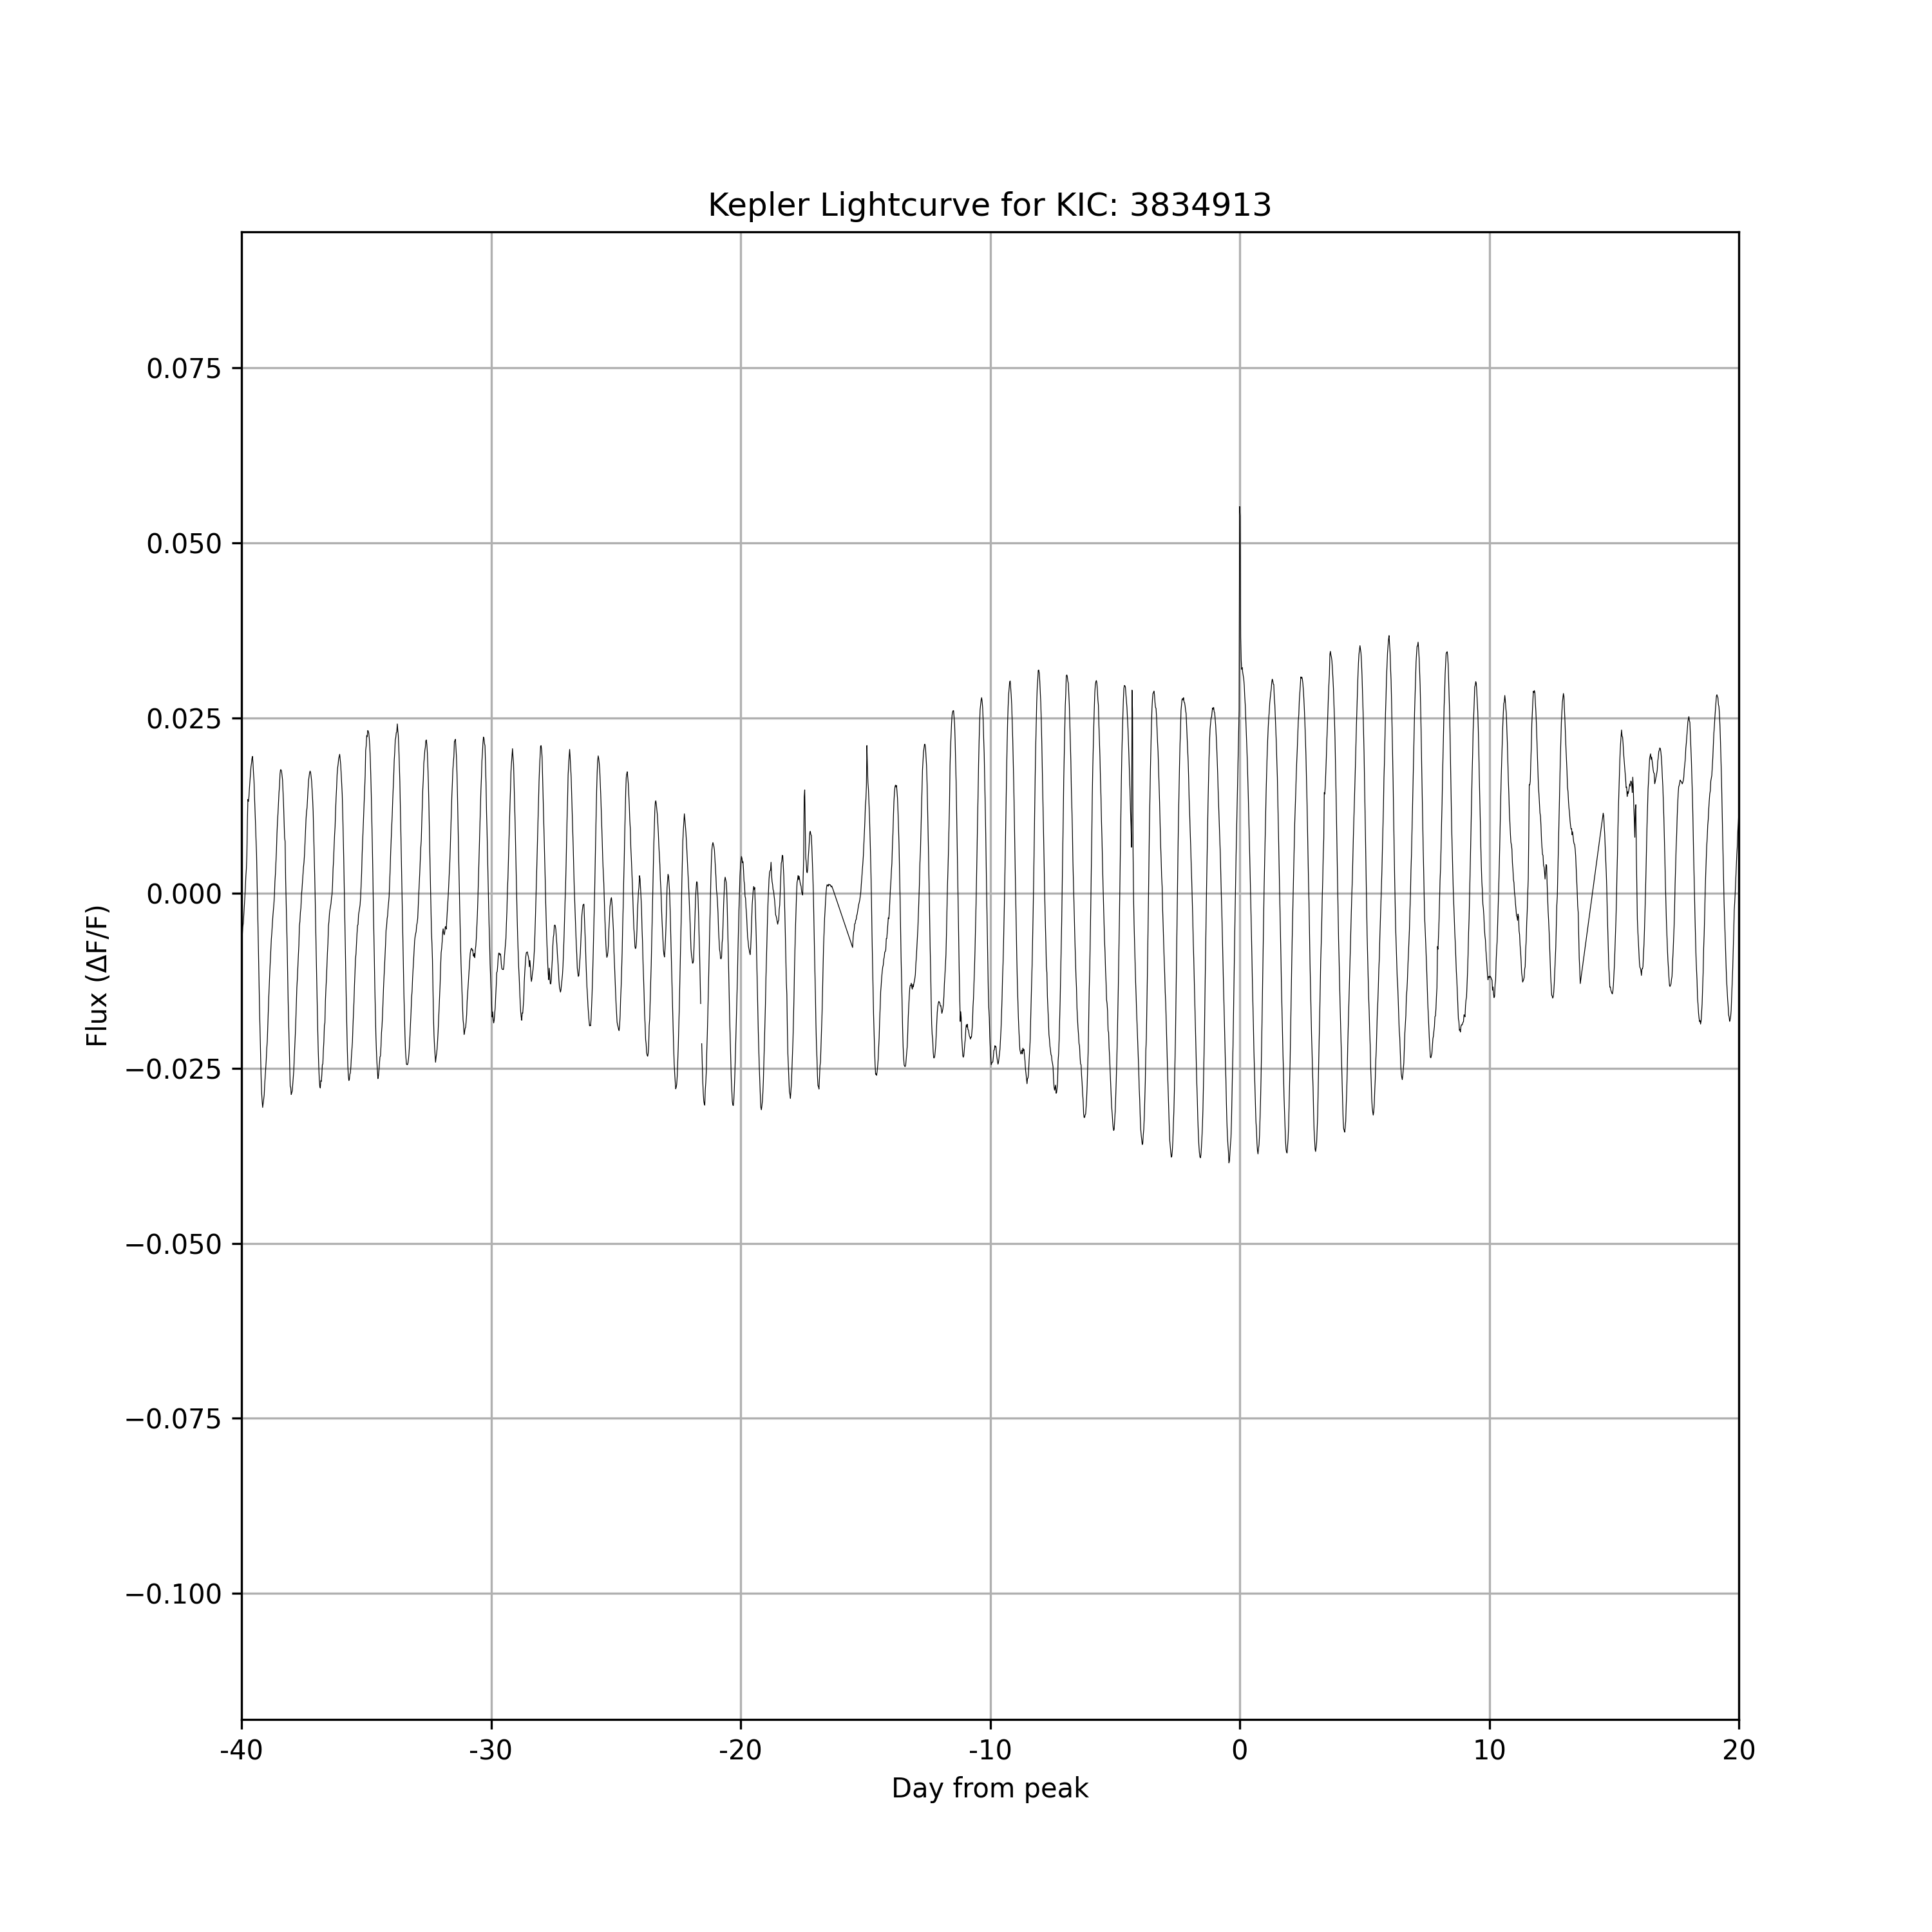 Kepler Lightcurve for KIC: 3834913
Flux (ΔF/F)
0.075
0.050
0.025
0.000
−0.025
−0.050
−0.075
−0.100
-40 -30 -20 -10 0 10 20
Day from peak